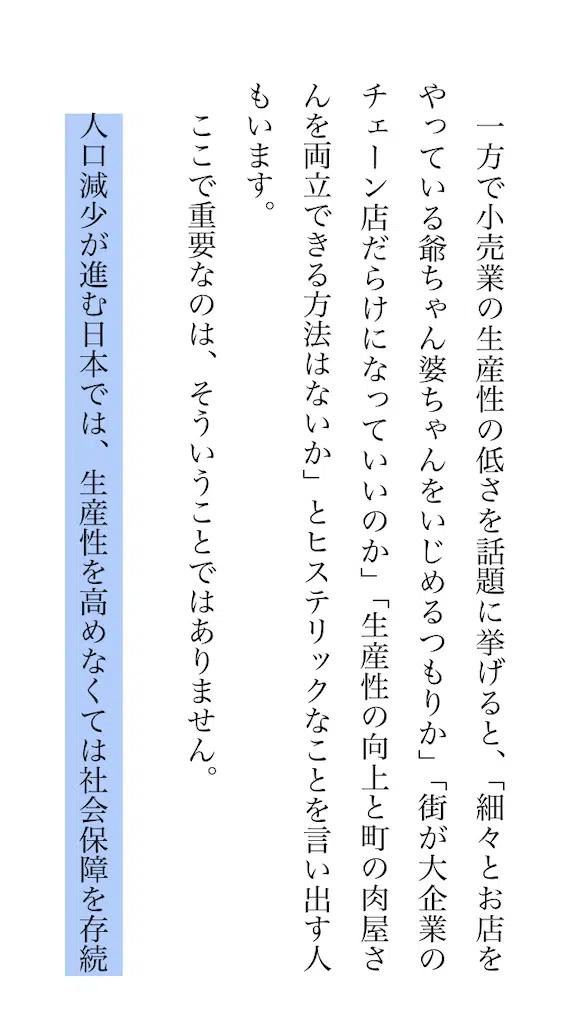 一方で小売業の生産性の低さを話題に挙げると、「細々とお店を
やっている爺ちゃん婆ちゃんをいじめるつもりか」「街が大企業の
チェーン店だらけになっていいのか」「生産性の向上と町の肉屋さ
んを両立できる方法はないか」とヒステリックなことを言い出す人
もいます。
ここで重要なのは、そういうことではありません。
人口減少が進む日本では、生産性を高めなくては社会保障を存続